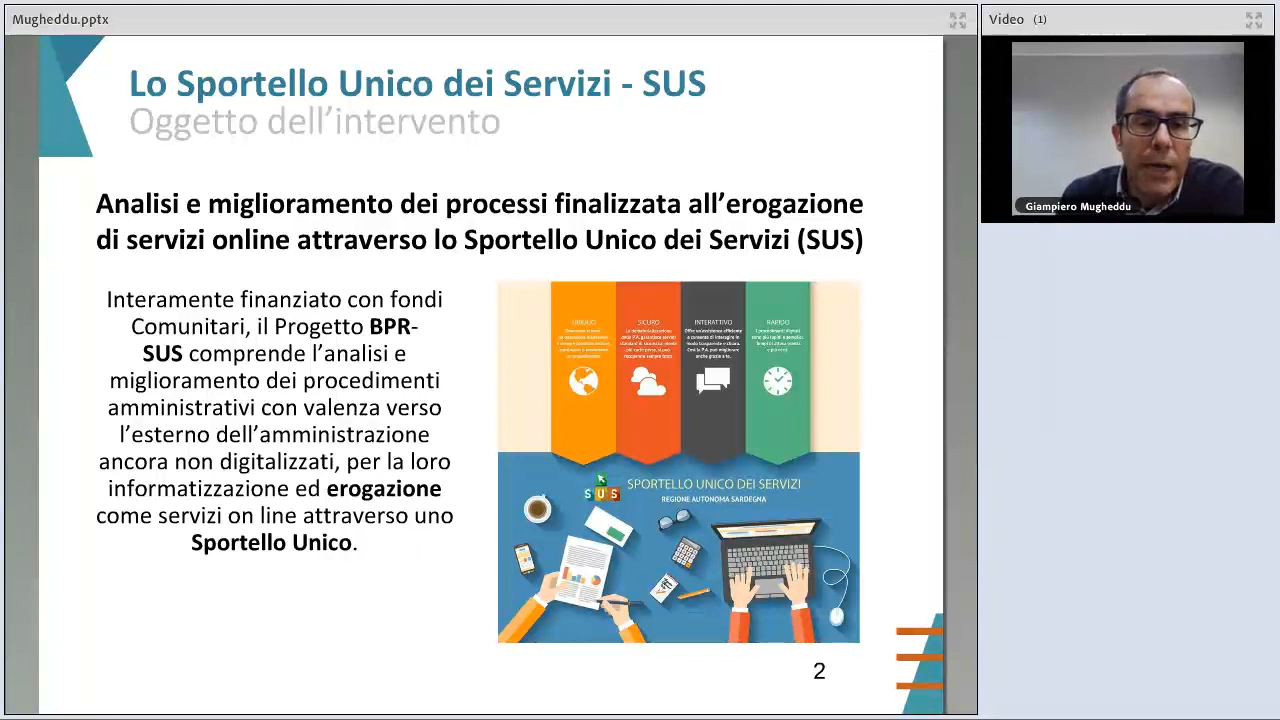 Mugheddu.pptx
Video (1)
Lo Sportello Unico dei Servizi - SUS
Oggetto dell’intervento
Analisi e miglioramento dei processi finalizzata all’erogazione
di servizi online attraverso lo Sportello Unico dei Servizi (SUS)
Interamente finanziato con fondi
Comunitari, il Progetto BPR-
SUS comprende l’analisi e
miglioramento dei procedimenti
amministrativi con valenza verso
l’esterno dell’amministrazione
ancora non digitalizzati, per la loro
informatizzazione ed erogazione
come servizi on line attraverso uno
Sportello Unico.
SICURO
INTERATTIVO
RAPIDO
SUS
SPORTELLO UNICO DEI SERVIZI
REGIONE AUTONOMA SARDEGNA
2
Giampiero Mugheddu